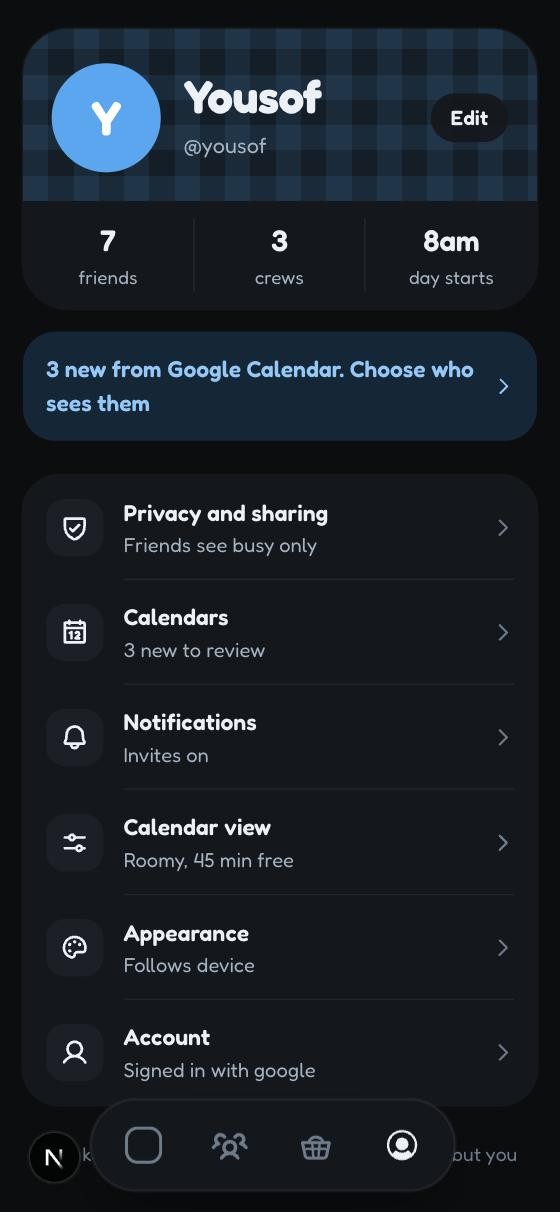 Y
Yousof
@yousof
Edit
7
friends
3
crews
8am
day starts
3 new from Google Calendar. Choose who
sees them
Privacy and sharing
Friends see busy only
12
Calendars
3 new to review
Notifications
Invites on
Calendar view
Roomy, 45 min free
Appearance
Follows device
Account
Signed in with google
N
but you